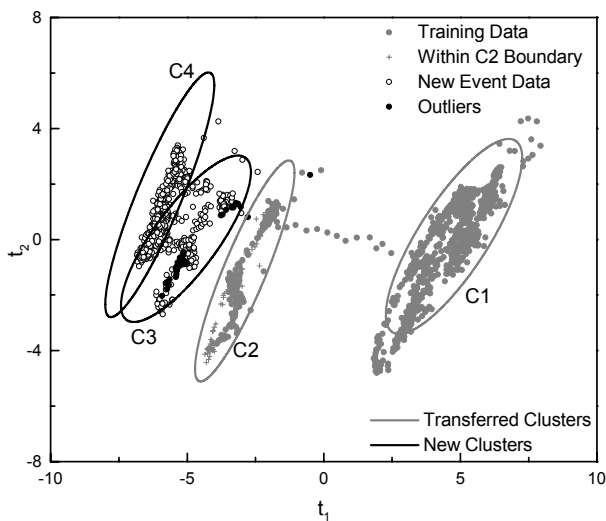 8
4
0
-4
-8
t2
-10
-5
0
5
10
t1
C4
C3
C2
C1
Training Data
Within C2 Boundary
New Event Data
Outliers
Transferred Clusters
New Clusters